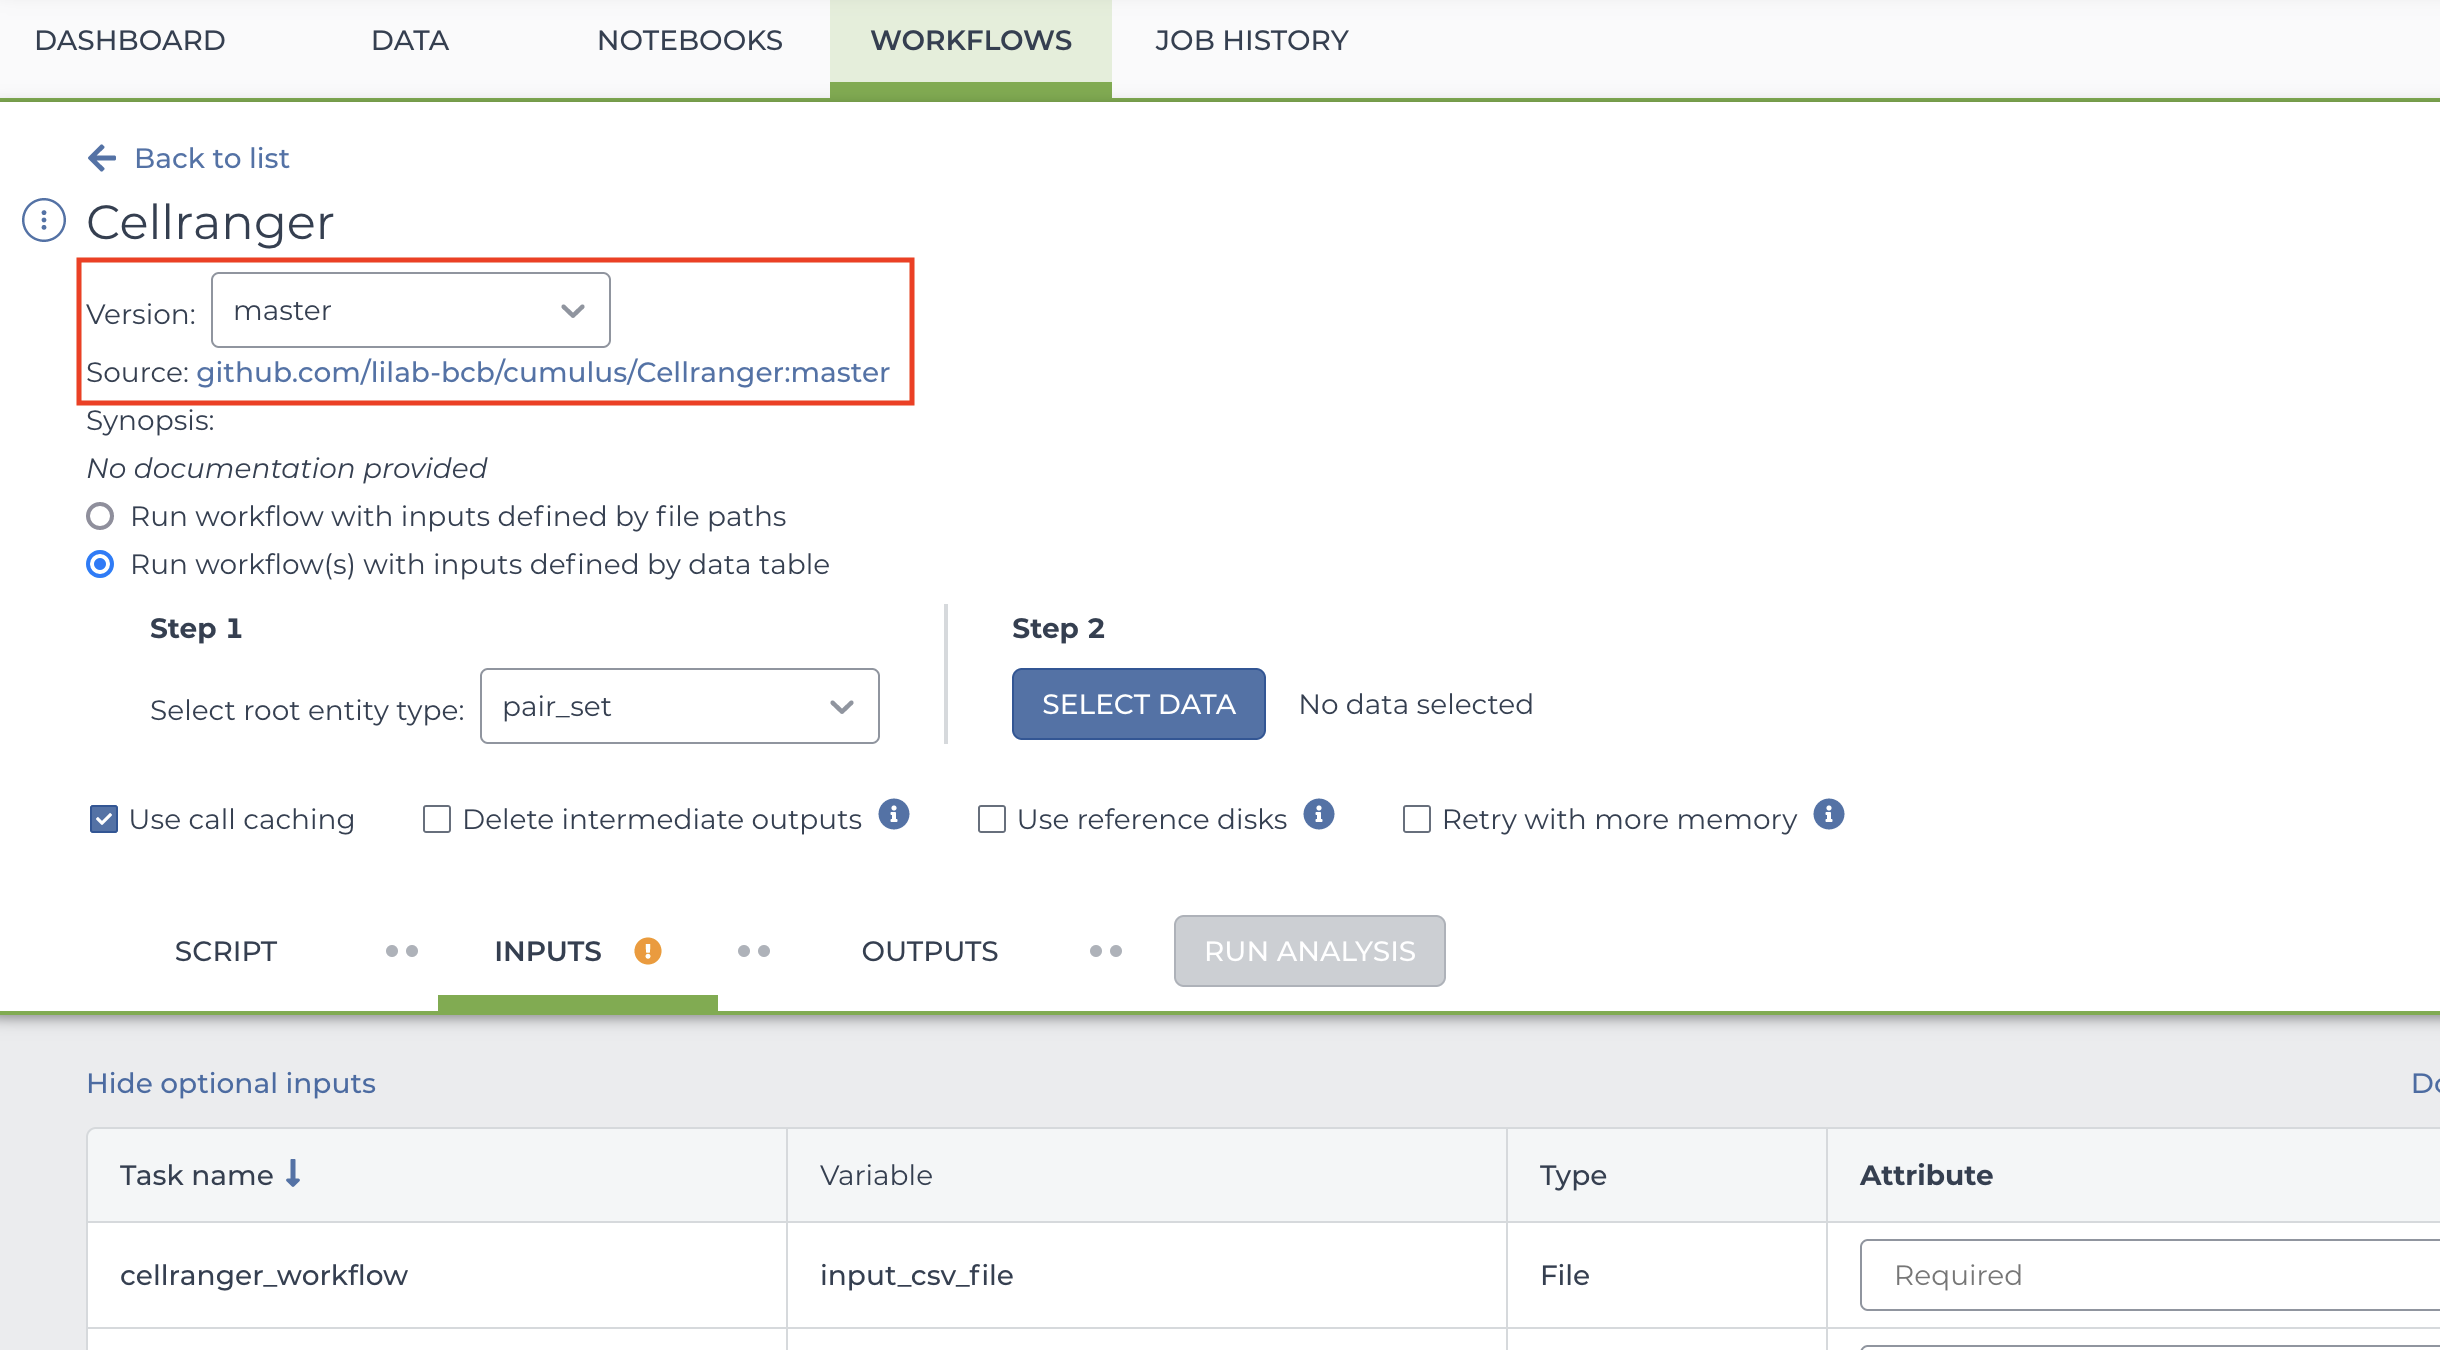 DASHBOARD DATA NOTEBOOKS WORKFLOWS JOB HISTORY
Back to list
Cellranger
Version: master
Source: github.com/lilab-bcb/cumulus/Cellranger:master
Synopsis:
No documentation provided
Run workflow with inputs defined by file paths
Run workflow(s) with inputs defined by data table
Step 1 Step 2
Select root entity type: pair_set SELECT DATA No data selected
Use call caching Delete intermediate outputs Use reference disks Retry with more memory
SCRIPT INPUTS OUTPUTS RUN ANALYSIS
Hide optional inputs
Task name Variable Type Attribute
cellranger_workflow input_csv_file File Required